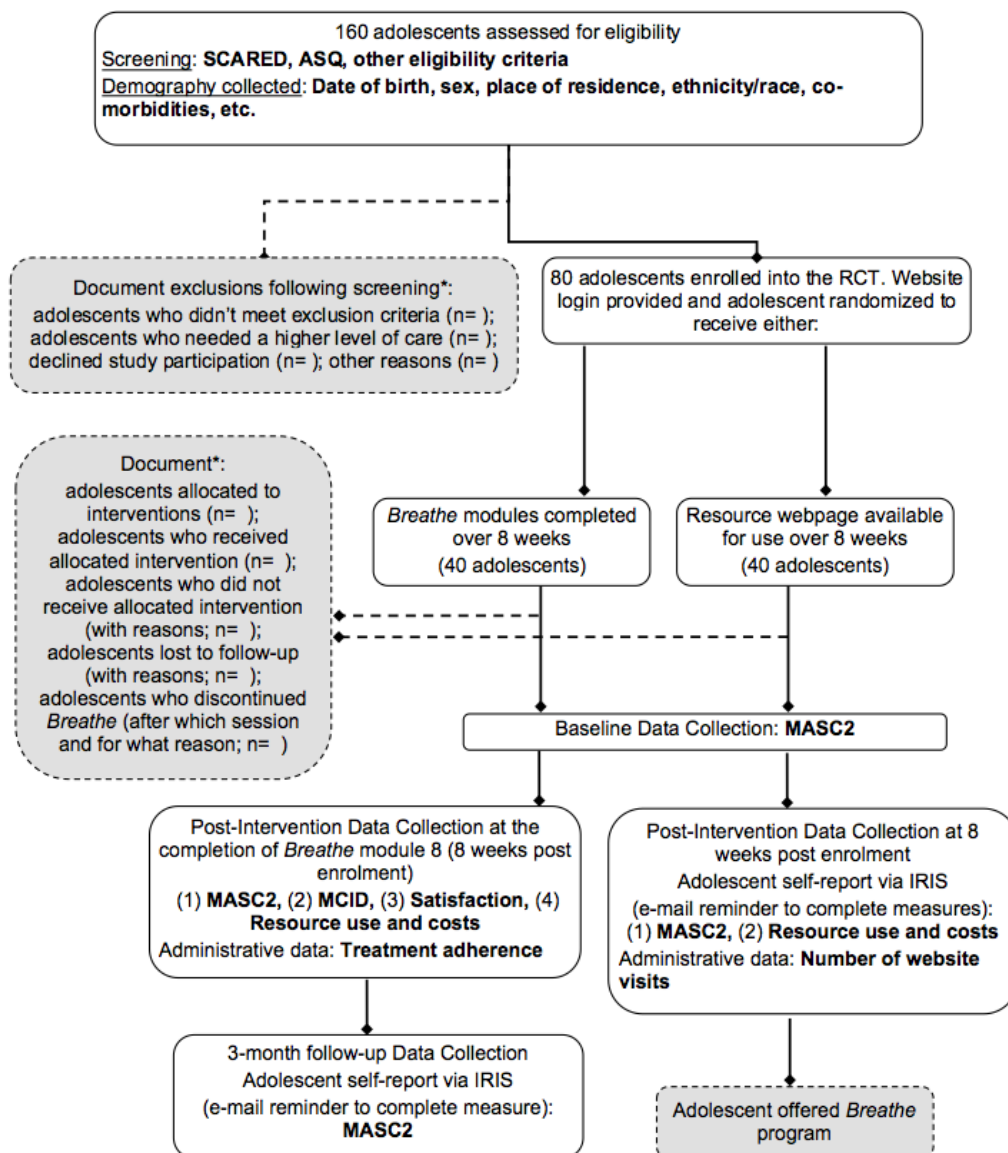 160 adolescents assessed for eligibility
Screening: SCARED, ASQ, other eligibility criteria
Demography collected: Date of birth, sex, place of residence, ethnicity/race, co-
morbidities, etc.
Document exclusions following screening*:
adolescents who didn't meet exclusion criteria (n= );
adolescents who needed a higher level of care (n= );
declined study participation (n= ); other reasons (n= )
80 adolescents enrolled into the RCT. Website
login provided and adolescent randomized to
receive either:
Document*:
adolescents allocated to
interventions (n=  );
adolescents who received
allocated intervention (n=  );
adolescents who did not
receive allocated intervention
(with reasons; n=  );
adolescents lost to follow-up
(with reasons; n=  );
adolescents who discontinued
Breathe (after which session
and for what reason; n=  )
Breathe modules completed
over 8 weeks
(40 adolescents)
Resource webpage available
for use over 8 weeks
(40 adolescents)
Baseline Data Collection: MASC2
Post-Intervention Data Collection at the
completion of Breathe module 8 (8 weeks post
enrolment)
(1) MASC2, (2) MCID, (3) Satisfaction, (4)
Resource use and costs
Administrative data: Treatment adherence
Post-Intervention Data Collection at 8
weeks post enrolment
Adolescent self-report via IRIS
(e-mail reminder to complete measures):
(1) MASC2, (2) Resource use and costs
Administrative data: Number of website
visits
3-month follow-up Data Collection
Adolescent self-report via IRIS
(e-mail reminder to complete measure):
MASC2
Adolescent offered Breathe
program